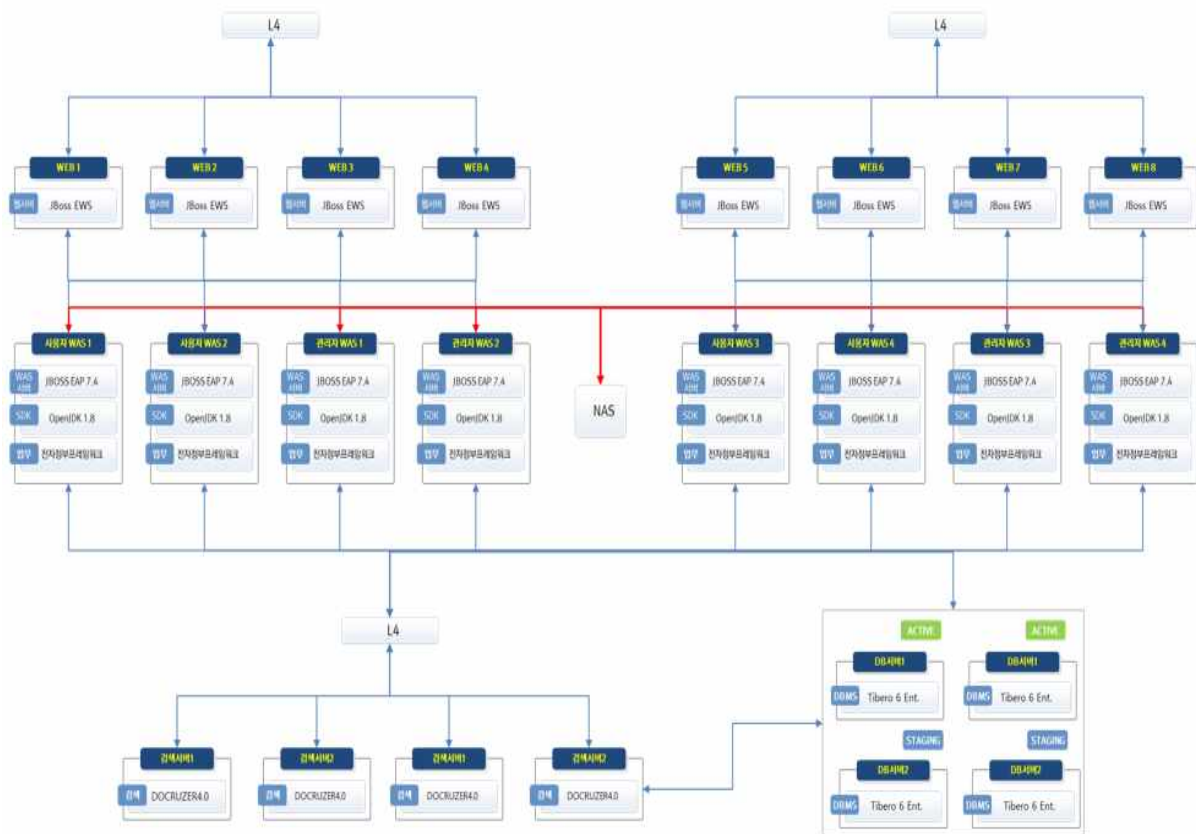 L4
L4
WEB 1
WEB 2
WEB 3
WEB 4
WEB 5
WEB 6
WEB 7
WEB 8
웹서버 JBoss EWS
웹서버 JBoss EWS
웹서버 JBoss EWS
웹서버 JBoss EWS
웹서버 JBoss EWS
웹서버 JBoss EWS
웹서버 JBoss EWS
웹서버 JBoss EWS
사용자 WAS 1
사용자 WAS 2
관리자 WAS 1
관리자 WAS 2
사용자 WAS 3
사용자 WAS 4
관리자 WAS 3
관리자 WAS 4
WAS 서버 JBOSS EAP 7.4
WAS 서버 JBOSS EAP 7.4
WAS 서버 JBOSS EAP 7.4
WAS 서버 JBOSS EAP 7.4
WAS 서버 JBOSS EAP 7.4
WAS 서버 JBOSS EAP 7.4
WAS 서버 JBOSS EAP 7.4
WAS 서버 JBOSS EAP 7.4
NAS
SDK OpenJDK 1.8
SDK OpenJDK 1.8
SDK OpenJDK 1.8
SDK OpenJDK 1.8
SDK OpenJDK 1.8
SDK OpenJDK 1.8
SDK OpenJDK 1.8
SDK OpenJDK 1.8
업무 전자정부프레임워크
업무 전자정부프레임워크
업무 전자정부프레임워크
업무 전자정부프레임워크
업무 전자정부프레임워크
업무 전자정부프레임워크
업무 전자정부프레임워크
업무 전자정부프레임워크
L4
ACTIVE
ACTIVE
DB서버1
DB서버1
DBMS Tibero 6 Ent.
DBMS Tibero 6 Ent.
STAGING
STAGING
검색서버1
검색서버2
검색서버1
검색서버2
DB서버2
DB서버2
검색 DOCRUZER4.0
검색 DOCRUZER4.0
검색 DOCRUZER4.0
검색 DOCRUZER4.0
DBMS Tibero 6 Ent.
DBMS Tibero 6 Ent.